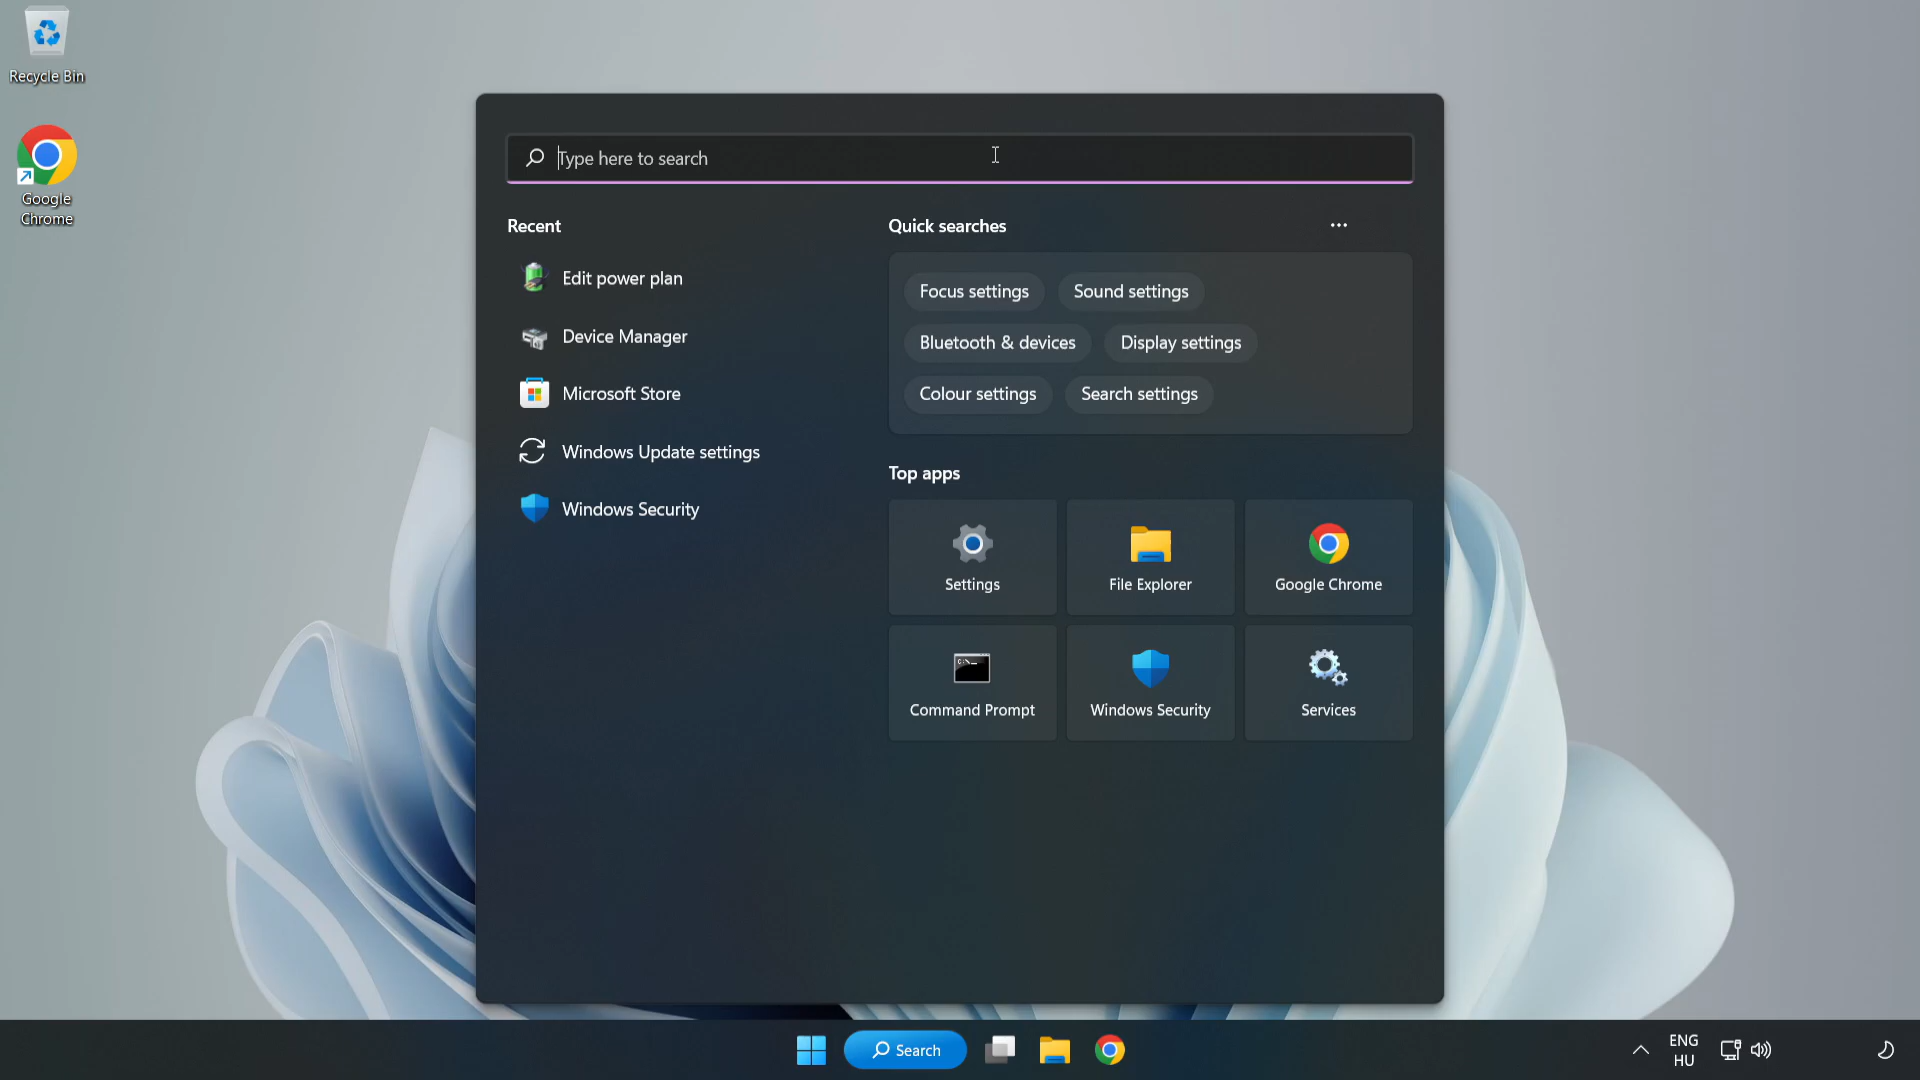 Recycle Bin
Google
Chrome
Type here to search
Recent
Edit power plan
Device Manager
Microsoft Store
Windows Update settings
Windows Security
Quick searches
Focus settings
Sound settings
Bluetooth & devices
Display settings
Colour settings
Search settings
Top apps
Settings
File Explorer
Google Chrome
Command Prompt
Windows Security
Services
Search
ENG
HU